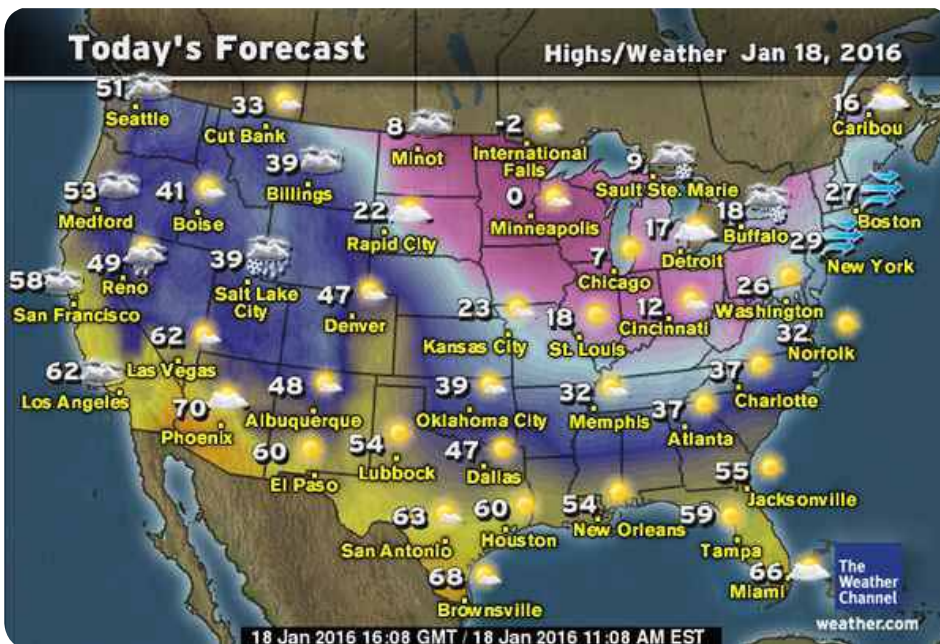 Today's Forecast
Highs/Weather Jan 18, 2016
51
Seattle
33
Cut Bank
8
Minot
-2
International
Falls
16
Caribou
39
Billings
9
Sault Ste. Marie
53
Medford
41
Boise
22
Rapid City
0
Minneapolis
17
Detroit
18
Buffalo
27
Boston
29
New York
58
San Francisco
49
Reno
39
Salt Lake
City
47
Denver
7
Chicago
23
Kansas City
18
St. Louis
12
Cincinnati
26
Washington
32
Norfolk
62
Las Vegas
62
Los Angeles
70
Phoenix
48
Albuquerque
39
Oklahoma City
32
Memphis
37
Charlotte
37
Atlanta
60
El Paso
54
Lubbock
47
Dallas
55
Jacksonville
63
San Antonio
60
Houston
54
New Orleans
59
Tampa
66
Miami
68
Brownsville
The
Weather
Channel
weather.com
18 Jan 2016 16:08 GMT / 18 Jan 2016 11:08 AM EST